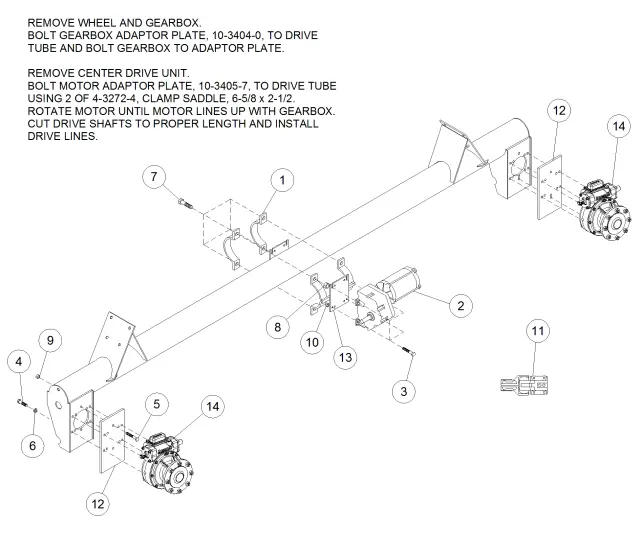 REMOVE WHEEL AND GEARBOX.
BOLT GEARBOX ADAPTOR PLATE, 10-3404-0, TO DRIVE
TUBE AND BOLT GEARBOX TO ADAPTOR PLATE.
REMOVE CENTER DRIVE UNIT.
BOLT MOTOR ADAPTOR PLATE, 10-3405-7, TO DRIVE TUBE
USING 2 OF 4-3272-4, CLAMP SADDLE, 6-5/8 x 2-1/2.
ROTATE MOTOR UNTIL MOTOR LINES UP WITH GEARBOX.
CUT DRIVE SHAFTS TO PROPER LENGTH AND INSTALL
DRIVE LINES.
12
14
7
1
2
8
11
10
13
9
4
3
5
14
6
12